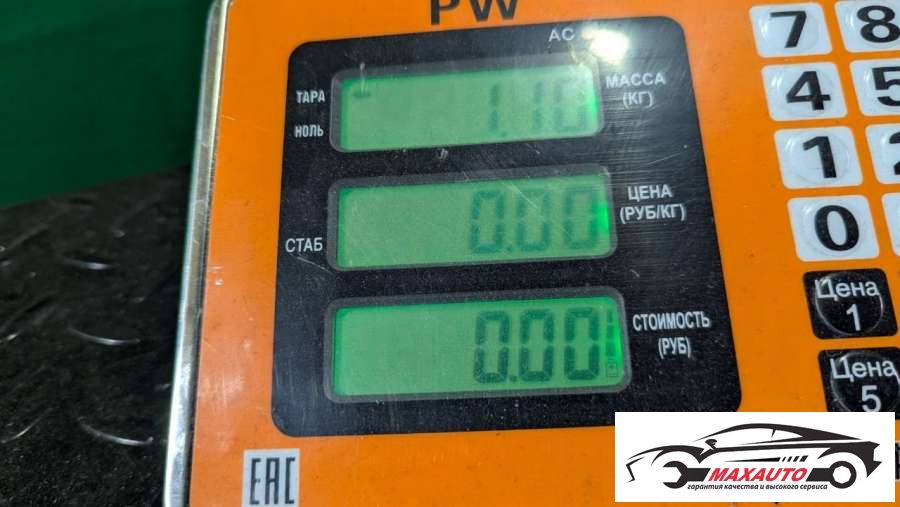 PW
AC
ТАРА
НОЛЬ
1.10
МАССА
(КГ)
0.00
ЦЕНА
(РУБ/КГ)
СТАБ
0.00
СТОИМОСТЬ
(РУБ)
7 8
4 5
1 2
0
Цена
1
Цена
5
EAC
MAXAUTO
гарантия качества и высокого сервиса